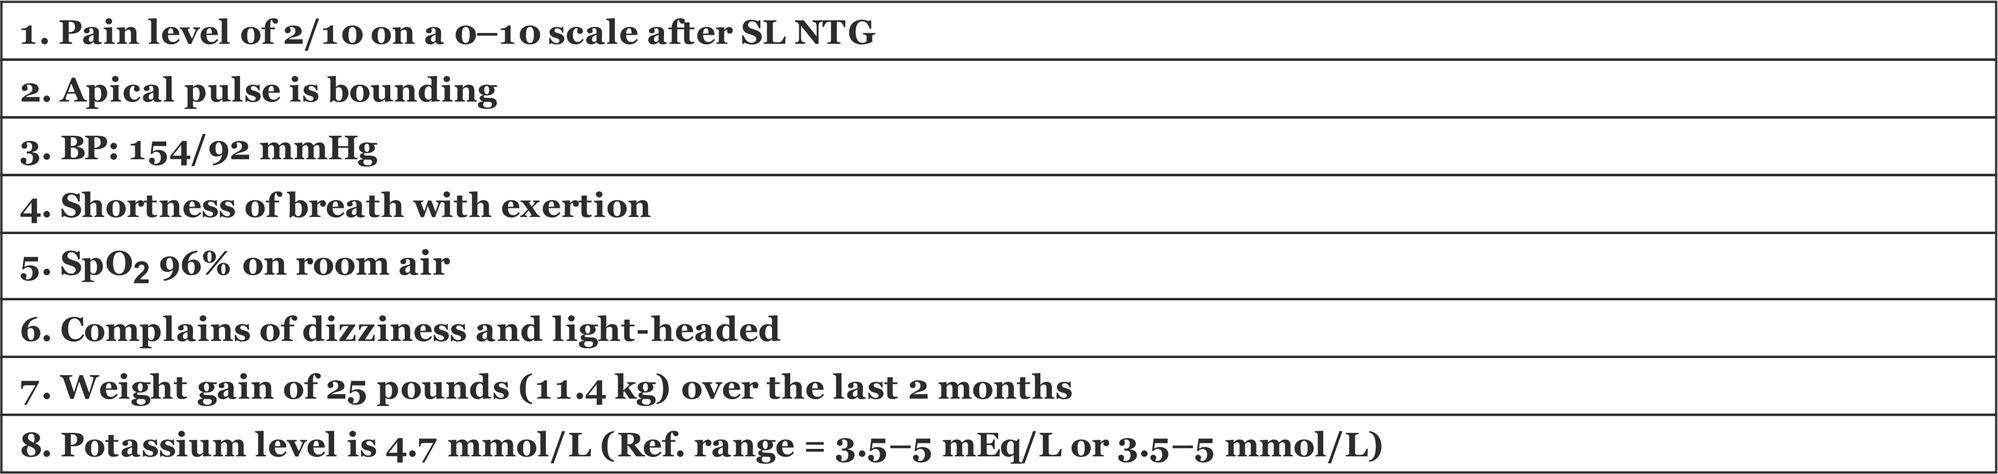 1. Pain level of 2/10 on a 0–10 scale after SL NTG
2. Apical pulse is bounding
3. BP: 154/92 mmHg
4. Shortness of breath with exertion
5. SpO₂ 96% on room air
6. Complains of dizziness and light-headed
7. Weight gain of 25 pounds (11.4 kg) over the last 2 months
8. Potassium level is 4.7 mmol/L (Ref. range = 3.5–5 mEq/L or 3.5–5 mmol/L)